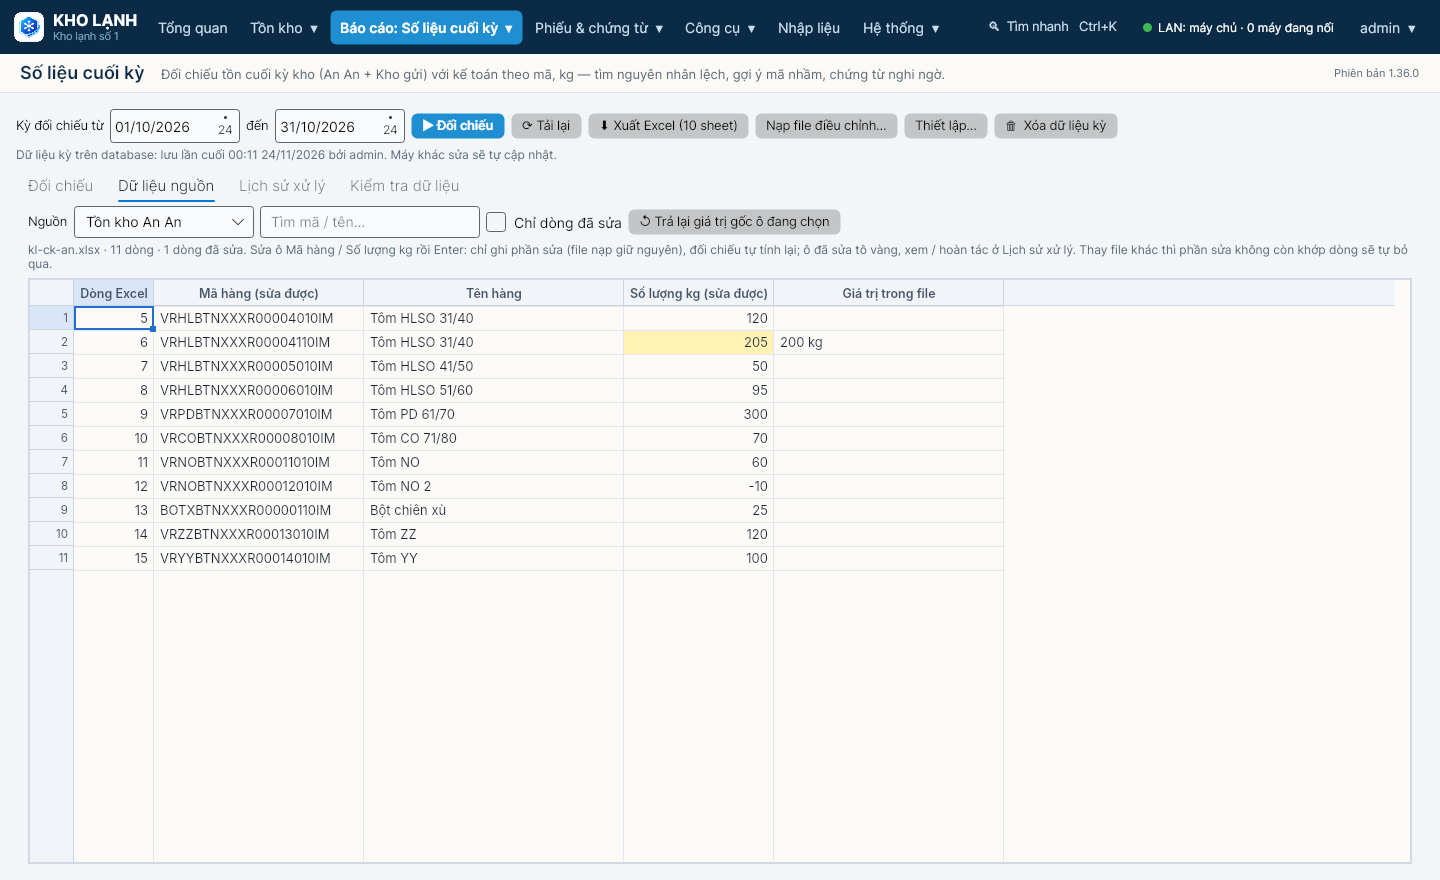 KHO LẠNH
Kho lạnh số 1
Tổng quan Tồn kho ▾ Báo cáo: Số liệu cuối kỳ ▾ Phiếu & chứng từ ▾ Công cụ ▾ Nhập liệu Hệ thống ▾ Tìm nhanh Ctrl+K LAN: máy chủ · 0 máy đang nối admin ▾
Số liệu cuối kỳ Đối chiếu tồn cuối kỳ kho (An An + Kho gửi) với kế toán theo mã, kg — tìm nguyên nhân lệch, gợi ý mã nhầm, chứng từ nghi ngờ. Phiên bản 1.36.0
Kỳ đối chiếu từ 01/10/2026 24 đến 31/10/2026 24 ▶ Đối chiếu ⟳ Tải lại ⬇ Xuất Excel (10 sheet) Nạp file điều chỉnh... Thiết lập... 🗑 Xóa dữ liệu kỳ
Dữ liệu kỳ trên database: lưu lần cuối 00:11 24/11/2026 bởi admin. Máy khác sửa sẽ tự cập nhật.
Đối chiếu Dữ liệu nguồn Lịch sử xử lý Kiểm tra dữ liệu
Nguồn Tồn kho An An Tìm mã / tên... Chỉ dòng đã sửa ↺ Trả lại giá trị gốc ô đang chọn
kl-ck-an.xlsx · 11 dòng · 1 dòng đã sửa. Sửa ô Mã hàng / Số lượng kg rồi Enter: chỉ ghi phần sửa (file nạp giữ nguyên), đối chiếu tự tính lại; ô đã sửa tô vàng, xem / hoàn tác ở Lịch sử xử lý. Thay file khác thì phần sửa không còn khớp dòng sẽ tự bỏ
qua.
Dòng Excel Mã hàng (sửa được) Tên hàng Số lượng kg (sửa được) Giá trị trong file
1 5 VRHLBTNXXXR00004010IM Tôm HLSO 31/40 120
2 6 VRHLBTNXXXR00004110IM Tôm HLSO 31/40 205 200 kg
3 7 VRHLBTNXXXR00005010IM Tôm HLSO 41/50 50
4 8 VRHLBTNXXXR00006010IM Tôm HLSO 51/60 95
5 9 VRPDBTNXXXR00007010IM Tôm PD 61/70 300
6 10 VRCOBTNXXXR00008010IM Tôm CO 71/80 70
7 11 VRNOBTNXXXR00011010IM Tôm NO 60
8 12 VRNOBTNXXXR00012010IM Tôm NO 2 -10
9 13 BOTXBTNXXXR00000110IM Bột chiên xù 25
10 14 VRZZBTNXXXR00013010IM Tôm ZZ 120
11 15 VRYYBTNXXXR00014010IM Tôm YY 100